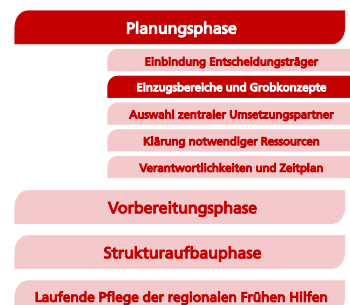 Planungsphase
Einbindung Entscheidungsträger
Einzugsbereiche und Grobkonzepte
Auswahl zentraler Umsetzungspartner
Klärung notwendiger Ressourcen
Verantwortlichkeiten und Zeitplan
Vorbereitungsphase
Strukturaufbauphase
Laufende Pflege der regionalen Frühen Hilfen